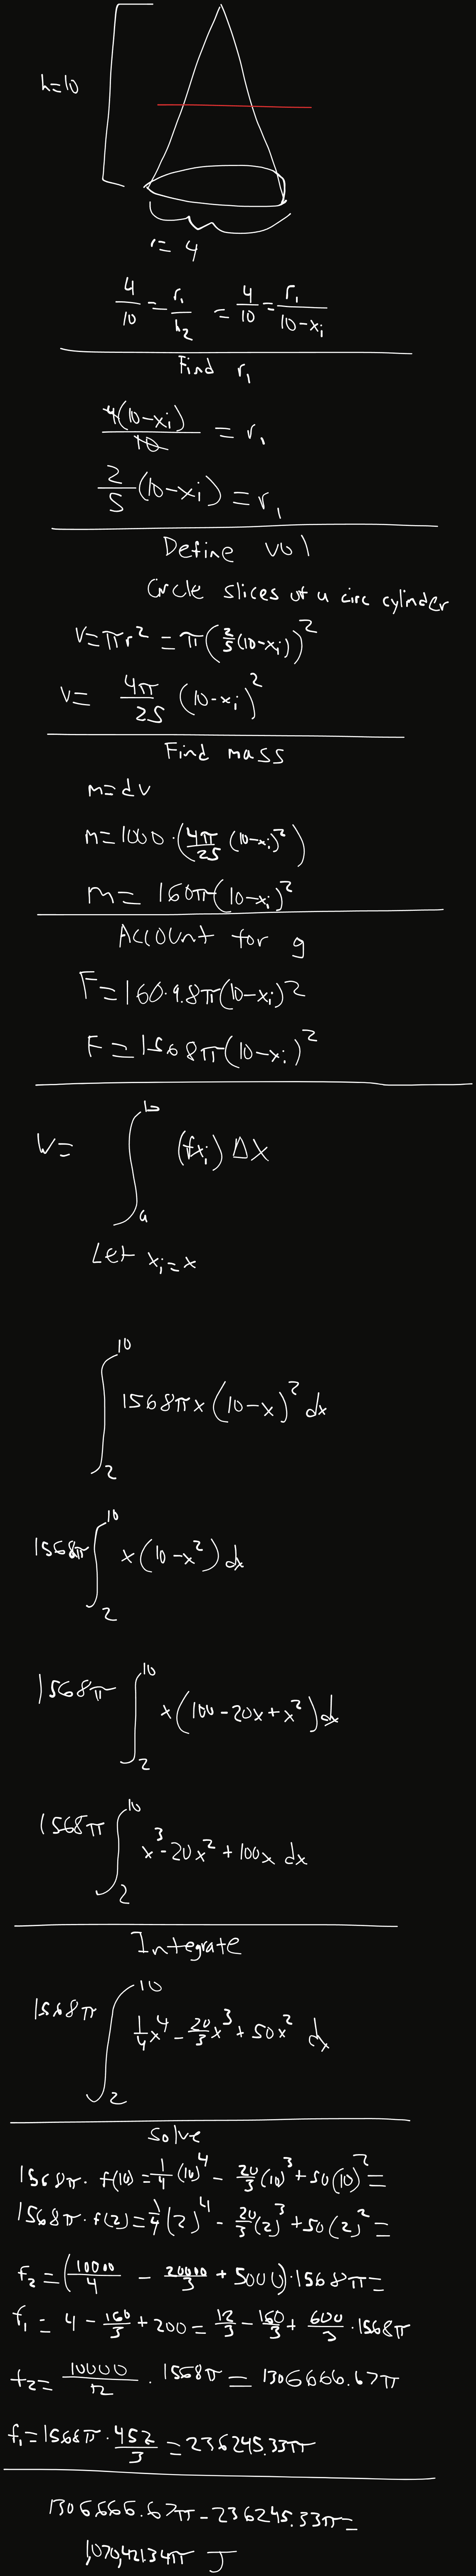 h=10
r=4
4/10 = r₁/h₂ = 4/10 = r₁/(10-xᵢ)
Find r₁
4(10-xᵢ)/10 = r₁
2/5 (10-xᵢ) = r₁
Define vol
Circle slices of a circ cylinder
V=πr² = π(2/5(10-xᵢ))²
V= 4π/25 (10-xᵢ)²
Find mass
m=dv
m=1000·(4π/25 (10-xᵢ)²)
m= 160π(10-xᵢ)²
Account for g
F=160·9.8π(10-xᵢ)²
F=1568π(10-xᵢ)²
W= ∫ₐᵇ (fxᵢ) Δx
Let xᵢ=x
∫₂¹⁰ 1568πx(10-x)² dx
1568π ∫₂¹⁰ x(10-x²) dx
1568π ∫₂¹⁰ x(100-20x+x²) dx
1568π ∫₂¹⁰ x³-20x²+100x dx
Integrate
1568π ∫₂¹⁰ 1/4x⁴ - 20/3x³ + 50x² dx
Solve
1568π· f(10) = 1/4(10)⁴ - 20/3(10)³ + 50(10)² =
1568π· f(2) = 1/4(2)⁴ - 20/3(2)³ + 50(2)² =
f₂ = (10000/4 - 20000/3 + 5000)·1568π=
f₁ = 4 - 160/3 + 200 = 12/3 - 160/3 + 600/3 ·1568π
f₂= 10000/12 · 1568π = 1306666.67π
f₁=1568π· 452/3 = 236245.33π
1306666.67π - 236245.33π=
1,070,421.34π J